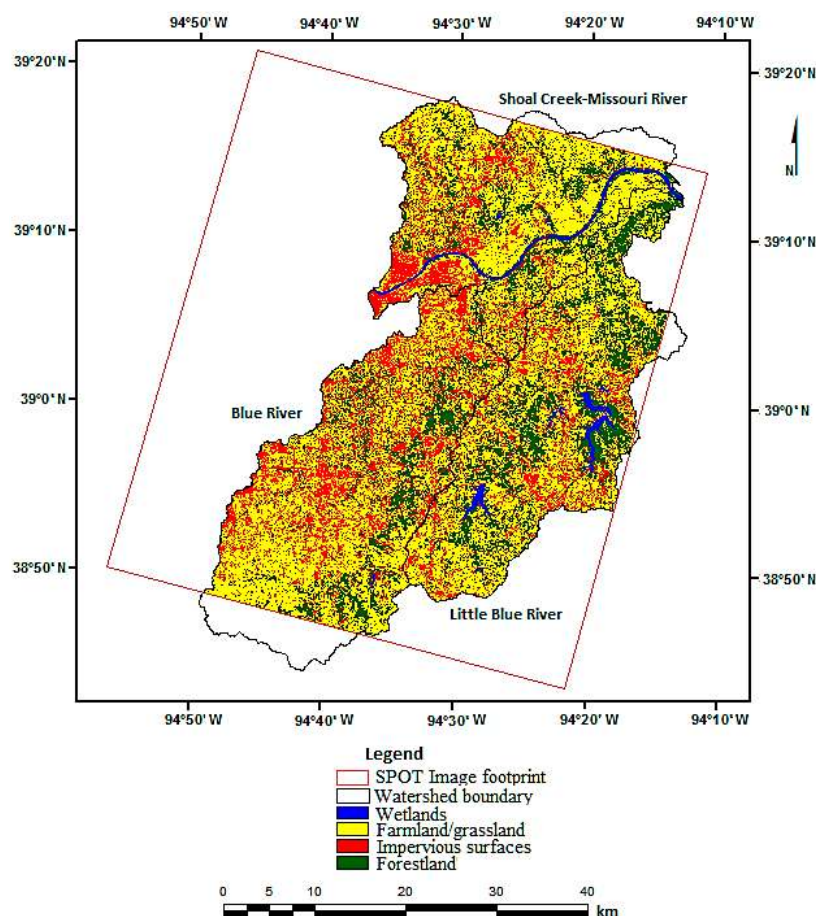 94°50'W 94°40'W 94°30'W 94°20'W 94°10'W
39°20'N 39°20'N
Shoal Creek-Missouri River
N
39°10'N 39°10'N
39°0'N 39°0'N
Blue River
38°50'N 38°50'N
Little Blue River
94°50'W 94°40'W 94°30'W 94°20'W 94°10'W
Legend
SPOT Image footprint
Watershed boundary
Wetlands
Farmland/grassland
Impervious surfaces
Forestland
0 5 10 20 30 40
km